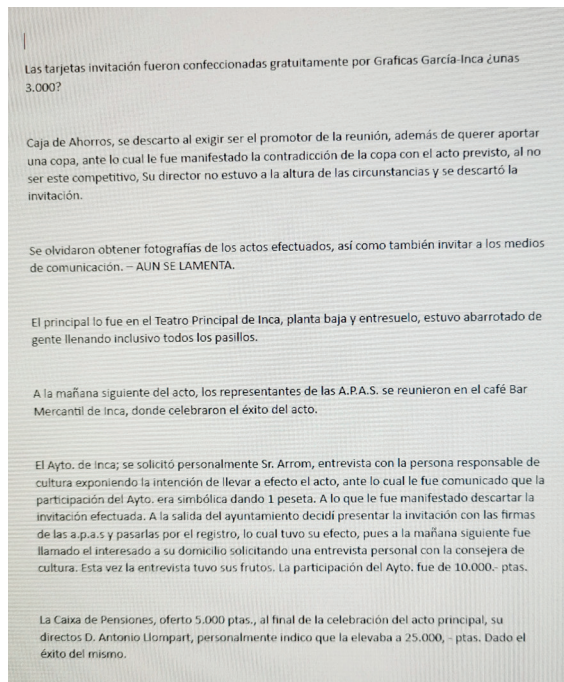 Las tarjetas invitación fueron confeccionadas gratuitamente por Graficas García-Inca ¿unas
3.000?
Caja de Ahorros, se descarto al exigir ser el promotor de la reunión, además de querer aportar
una copa, ante lo cual le fue manifestado la contradicción de la copa con el acto previsto, al no
ser este competitivo, Su director no estuvo a la altura de las circunstancias y se descartó la
invitación.
Se olvidaron obtener fotografías de los actos efectuados, así como también invitar a los medios
de comunicación. – AUN SE LAMENTA.
El principal lo fue en el Teatro Principal de Inca, planta baja y entresuelo, estuvo abarrotado de
gente llenando inclusivo todos los pasillos.
A la mañana siguiente del acto, los representantes de las A.P.A.S. se reunieron en el café Bar
Mercantil de Inca, donde celebraron el éxito del acto.
El Ayto. de Inca; se solicitó personalmente Sr. Arrom, entrevista con la persona responsable de
cultura exponiendo la intención de llevar a efecto el acto, ante lo cual le fue comunicado que la
participación del Ayto. era simbólica dando 1 peseta. A lo que le fue manifestado descartar la
invitación efectuada. A la salida del ayuntamiento decidí presentar la invitación con las firmas
de las a.p.a.s y pasarlas por el registro, lo cual tuvo su efecto, pues a la mañana siguiente fue
llamado el interesado a su domicilio solicitando una entrevista personal con la consejera de
cultura. Esta vez la entrevista tuvo sus frutos. La participación del Ayto. fue de 10.000.- ptas.
La Caixa de Pensiones, oferto 5.000 ptas., al final de la celebración del acto principal, su
directos D. Antonio Llompart, personalmente indico que la elevaba a 25.000, - ptas. Dado el
éxito del mismo.